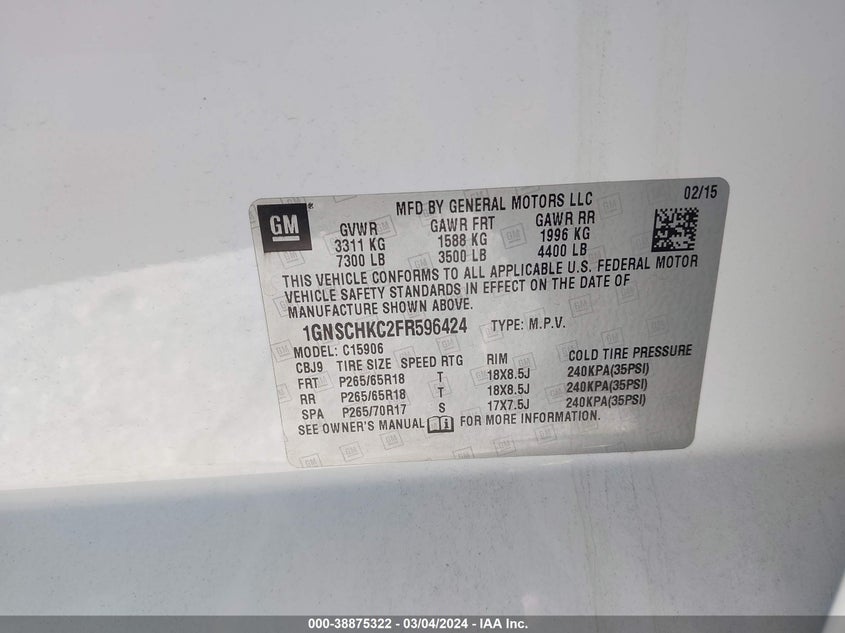 GM
MFD BY GENERAL MOTORS LLC 02/15
GVWR GAWR FRT GAWR RR
3311 KG 1588 KG 1996 KG
7300 LB 3500 LB 4400 LB
THIS VEHICLE CONFORMS TO ALL APPLICABLE U.S. FEDERAL MOTOR
VEHICLE SAFETY STANDARDS IN EFFECT ON THE DATE OF
MANUFACTURE SHOWN ABOVE.
1GNSCHKC2FR596424 TYPE: M.P.V.
MODEL: C15906
CBJ9 TIRE SIZE SPEED RTG RIM COLD TIRE PRESSURE
FRT P265/65R18 T 18X8.5J 240KPA(35PSI)
RR P265/65R18 T 18X8.5J 240KPA(35PSI)
SPA P265/70R17 S 17X7.5J 240KPA(35PSI)
SEE OWNER'S MANUAL FOR MORE INFORMATION.
000-38875322 - 03/04/2024 - IAA Inc.